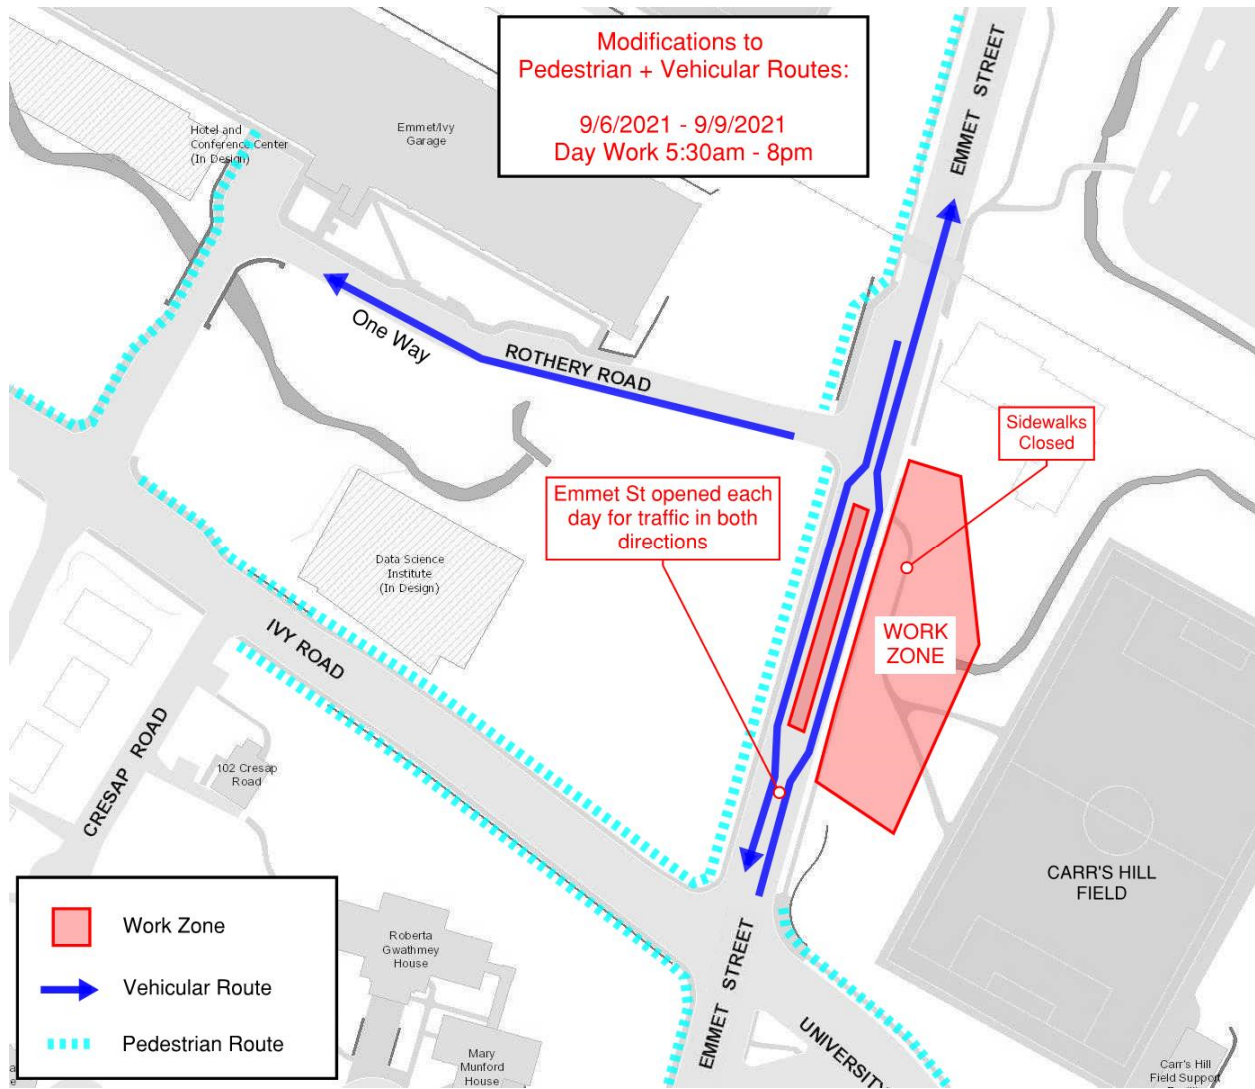 Modifications to
Pedestrian + Vehicular Routes:
9/6/2021 - 9/9/2021
Day Work 5:30am - 8pm
EMMET STREET
Hotel and
Conference Center
(In Design)
Emmet/Ivy
Garage
One Way
ROTHERY ROAD
Sidewalks
Closed
Emmet St opened each
day for traffic in both
directions
Data Science
Institute
(In Design)
WORK
ZONE
IVY ROAD
CRESAP ROAD
102 Cresap
Road
CARR'S HILL
FIELD
Work Zone
Vehicular Route
Pedestrian Route
Roberta
Gwathmey
House
EMMET STREET
UNIVERSITY
Mary
Munford
House
Carr's Hill
Field Support